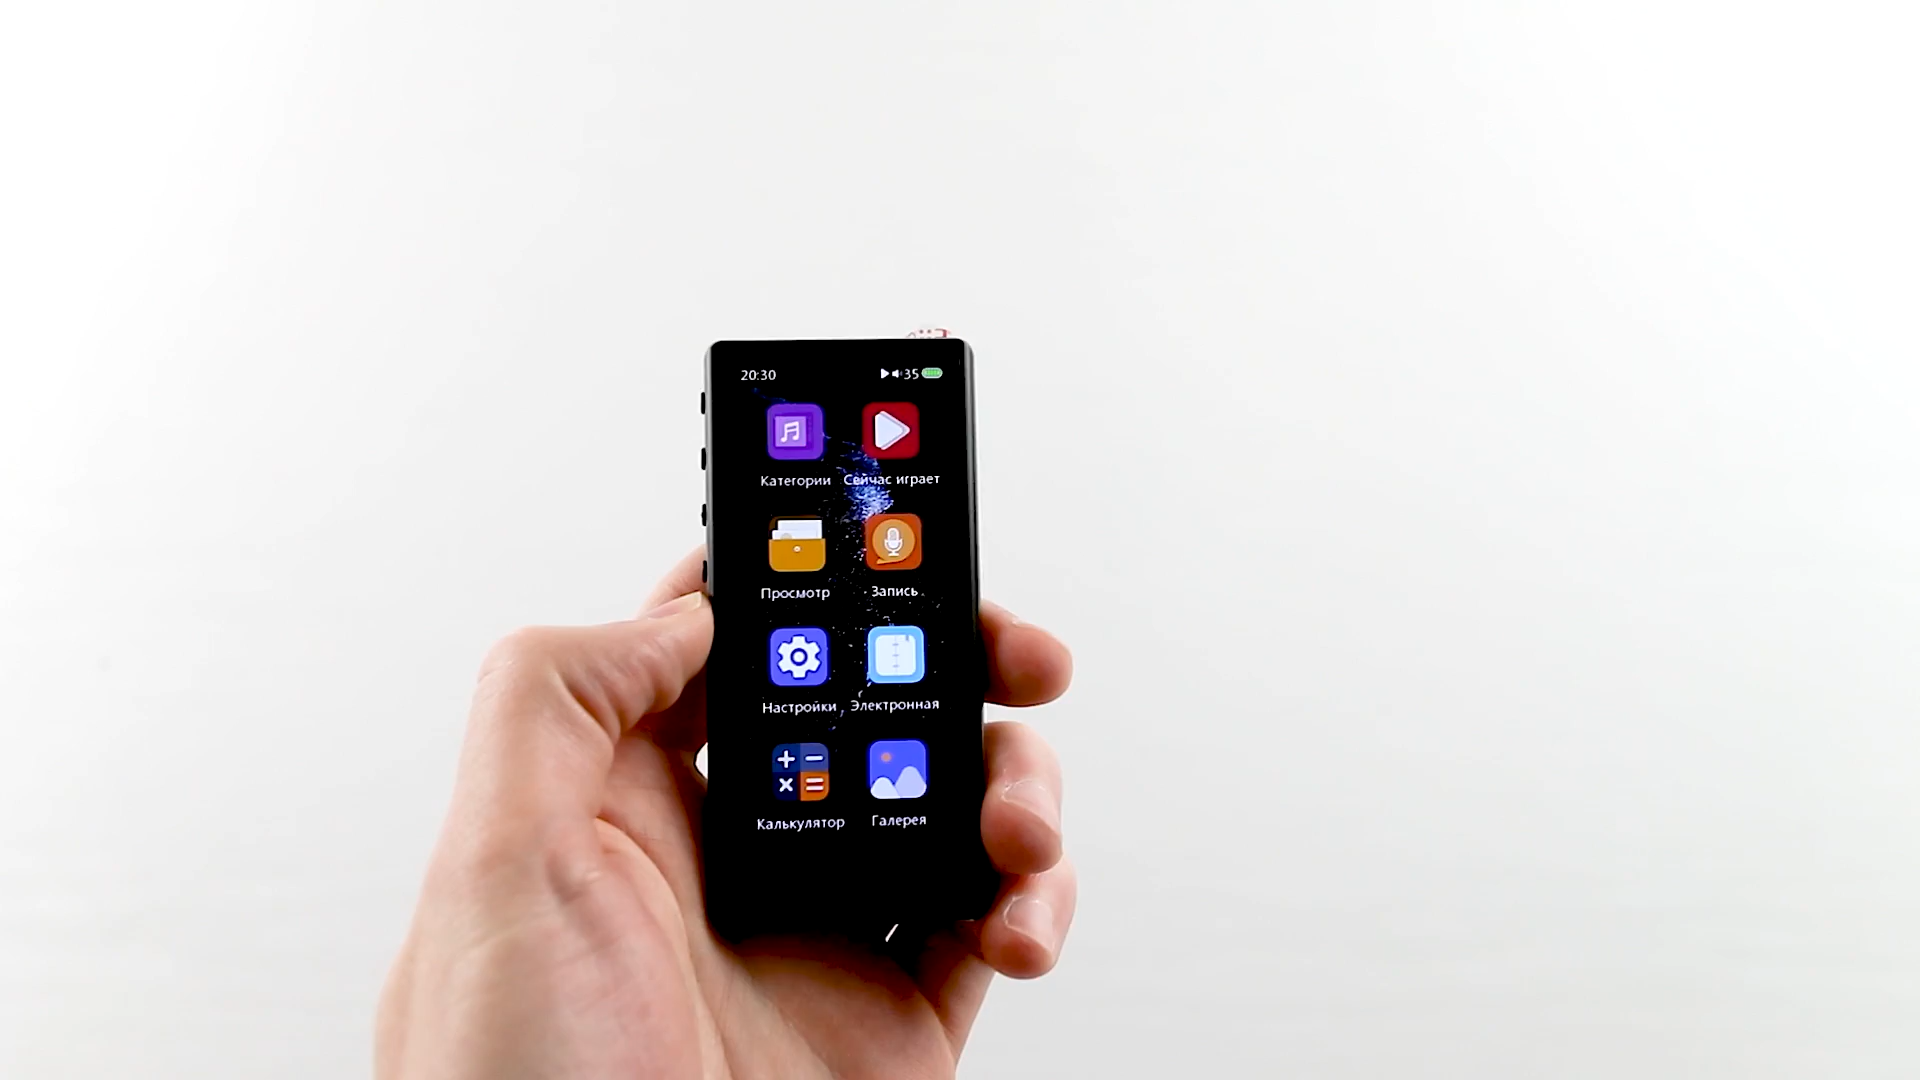 20:30 35
Категории Сейчас играет
Просмотр Запись
Настройки Электронная
Калькулятор Галерея